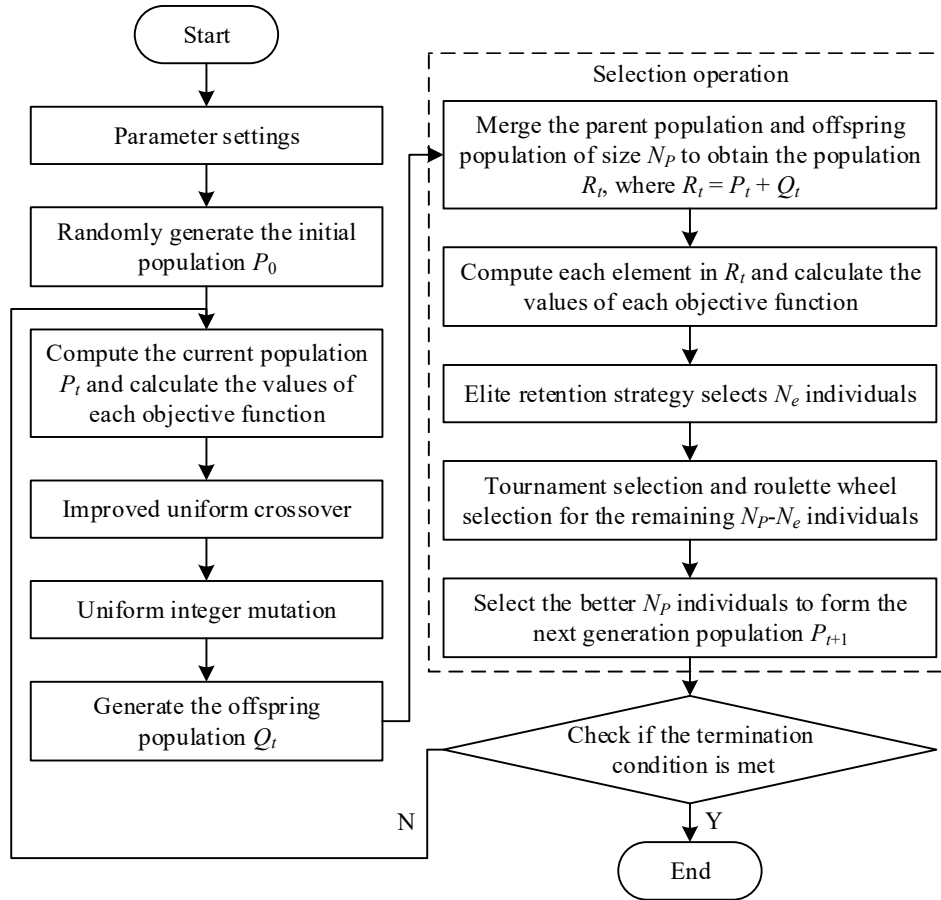 Start
Parameter settings
Randomly generate the initial
population P₀
Compute the current population
Pₜ and calculate the values of
each objective function
Improved uniform crossover
Uniform integer mutation
Generate the offspring
population Qₜ
Selection operation
Merge the parent population and offspring
population of size N_P to obtain the population
Rₜ, where Rₜ = Pₜ + Qₜ
Compute each element in Rₜ and calculate the
values of each objective function
Elite retention strategy selects Nₑ individuals
Tournament selection and roulette wheel
selection for the remaining N_P-Nₑ individuals
Select the better N_P individuals to form the
next generation population Pₜ₊₁
Check if the termination
condition is met
N
Y
End